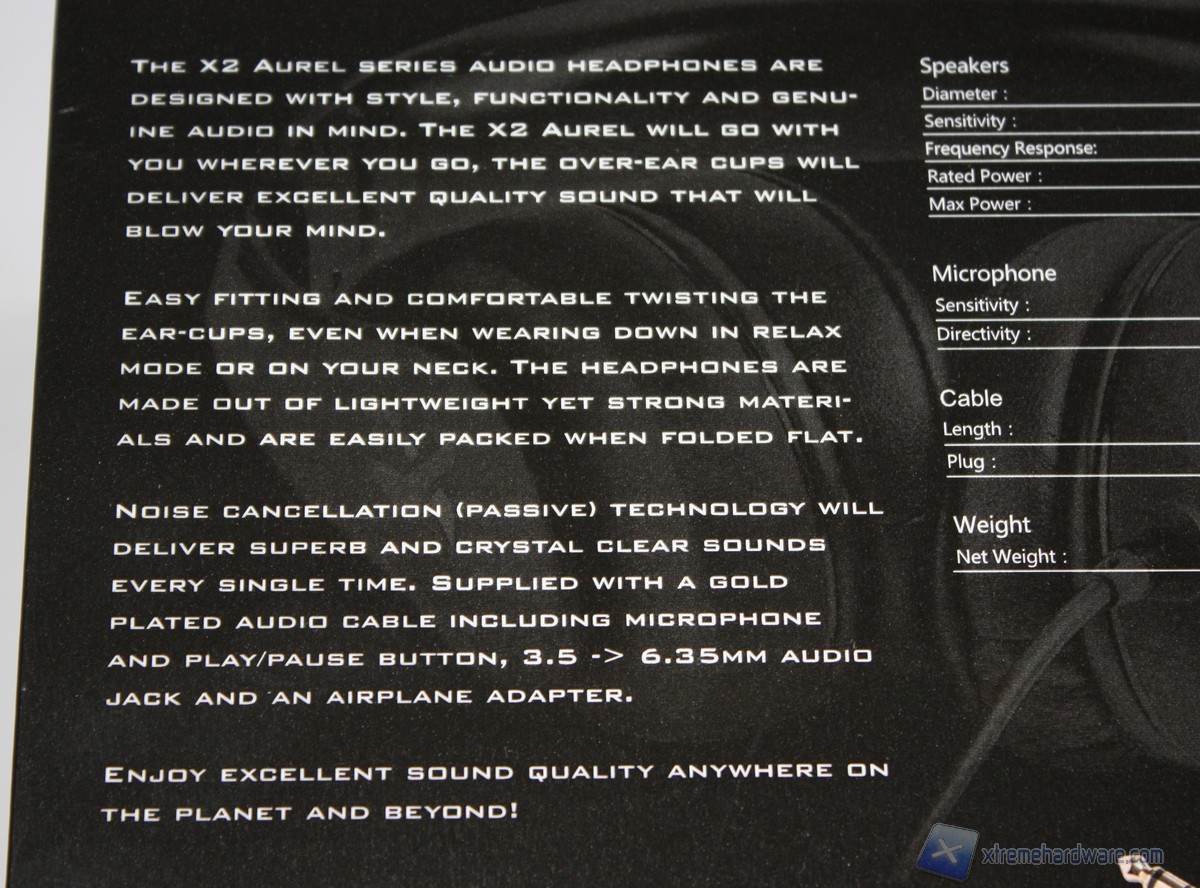 The X2 Aurel series audio headphones are
designed with style, functionality and genu-
ine audio in mind. The X2 Aurel will go with
you wherever you go, the over-ear cups will
deliver excellent quality sound that will
blow your mind.
Easy fitting and comfortable twisting the
ear-cups, even when wearing down in relax
mode or on your neck. The headphones are
made out of lightweight yet strong materi-
als and are easily packed when folded flat.
Noise cancellation (passive) technology will
deliver superb and crystal clear sounds
every single time. Supplied with a gold
plated audio cable including microphone
and play/pause button, 3.5 -> 6.35mm audio
jack and an airplane adapter.
Enjoy excellent sound quality anywhere on
the planet and beyond!
Speakers
Diameter :
Sensitivity :
Frequency Response:
Rated Power :
Max Power :
Microphone
Sensitivity :
Directivity :
Cable
Length :
Plug :
Weight
Net Weight :
xtremehardware.com